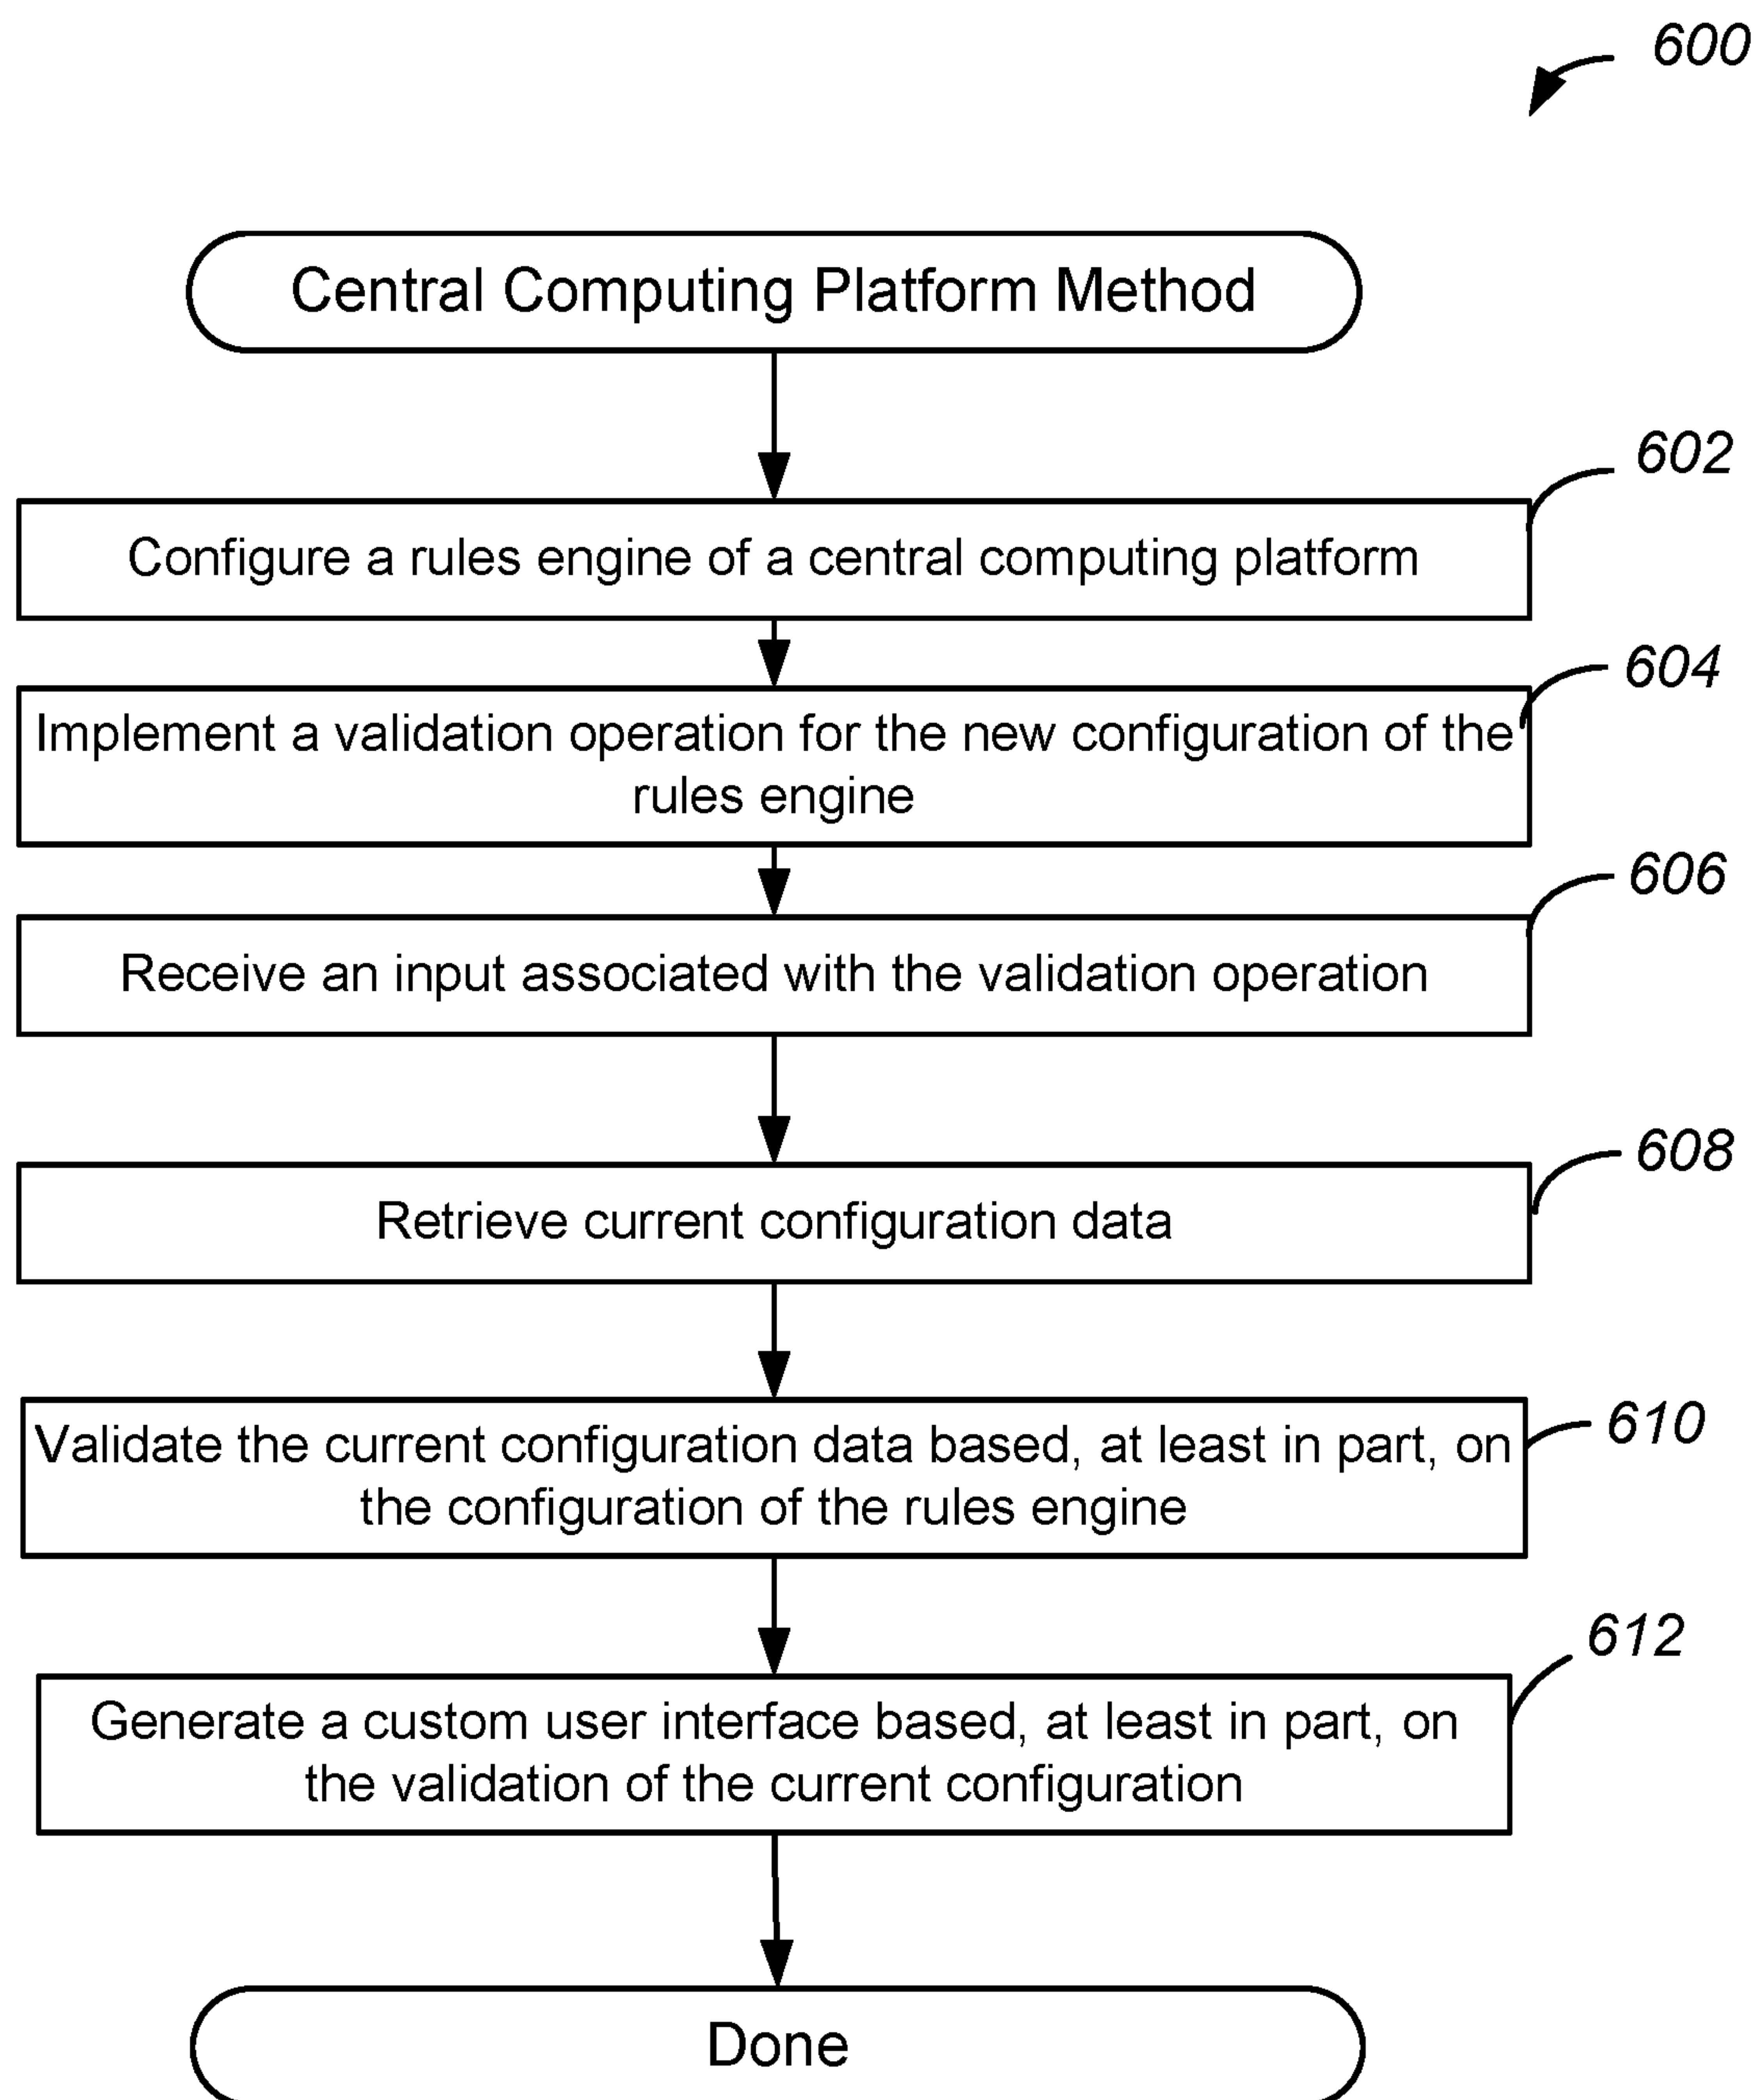 600
Central Computing Platform Method
602
Configure a rules engine of a central computing platform
604
Implement a validation operation for the new configuration of the
rules engine
606
Receive an input associated with the validation operation
608
Retrieve current configuration data
610
Validate the current configuration data based, at least in part, on
the configuration of the rules engine
612
Generate a custom user interface based, at least in part, on
the validation of the current configuration
Done